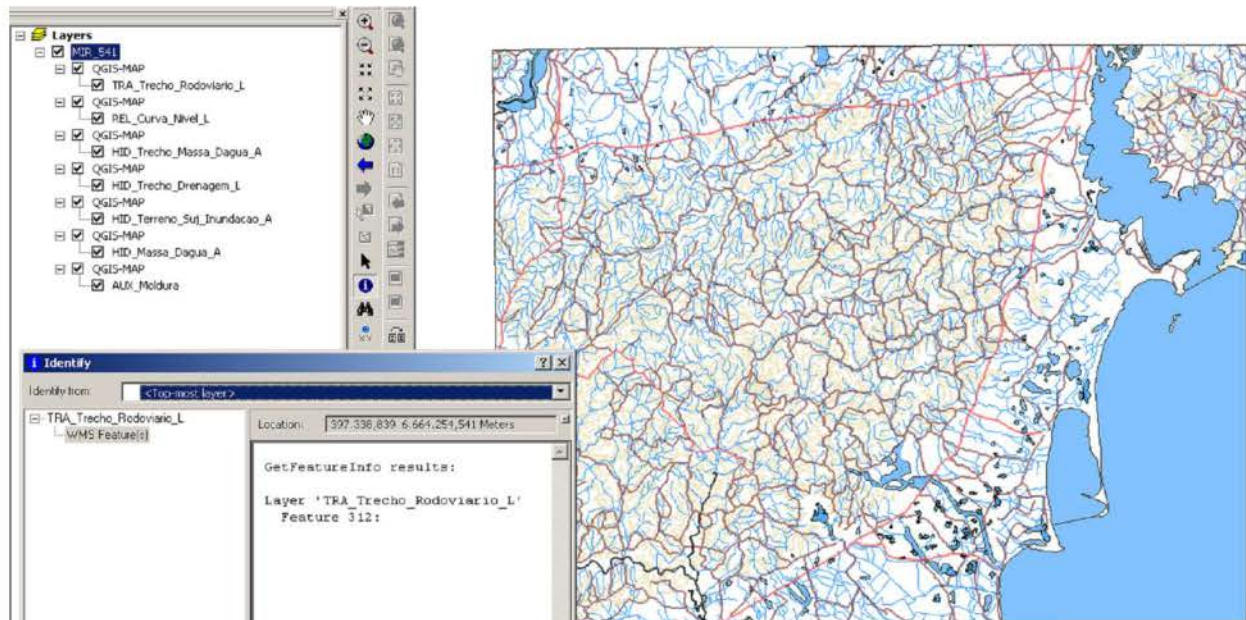 Layers
MIR_541
QGIS-MAP
TRA_Trecho_Rodoviario_L
QGIS-MAP
REL_Curva_Nivel_L
QGIS-MAP
HID_Trecho_Massa_Dagua_A
QGIS-MAP
HID_Trecho_Drenagem_L
QGIS-MAP
HID_Terreno_Suj_Inundacao_A
QGIS-MAP
HID_Massa_Dagua_A
QGIS-MAP
AUX_Moldura
Identify
Identify from:
<Top-most layer>
TRA_Trecho_Rodoviario_L
WMS Feature(s)
Location:
397.338,839 6.664.254,541 Meters
GetFeatureInfo results:
Layer 'TRA_Trecho_Rodoviario_L'
Feature 312: